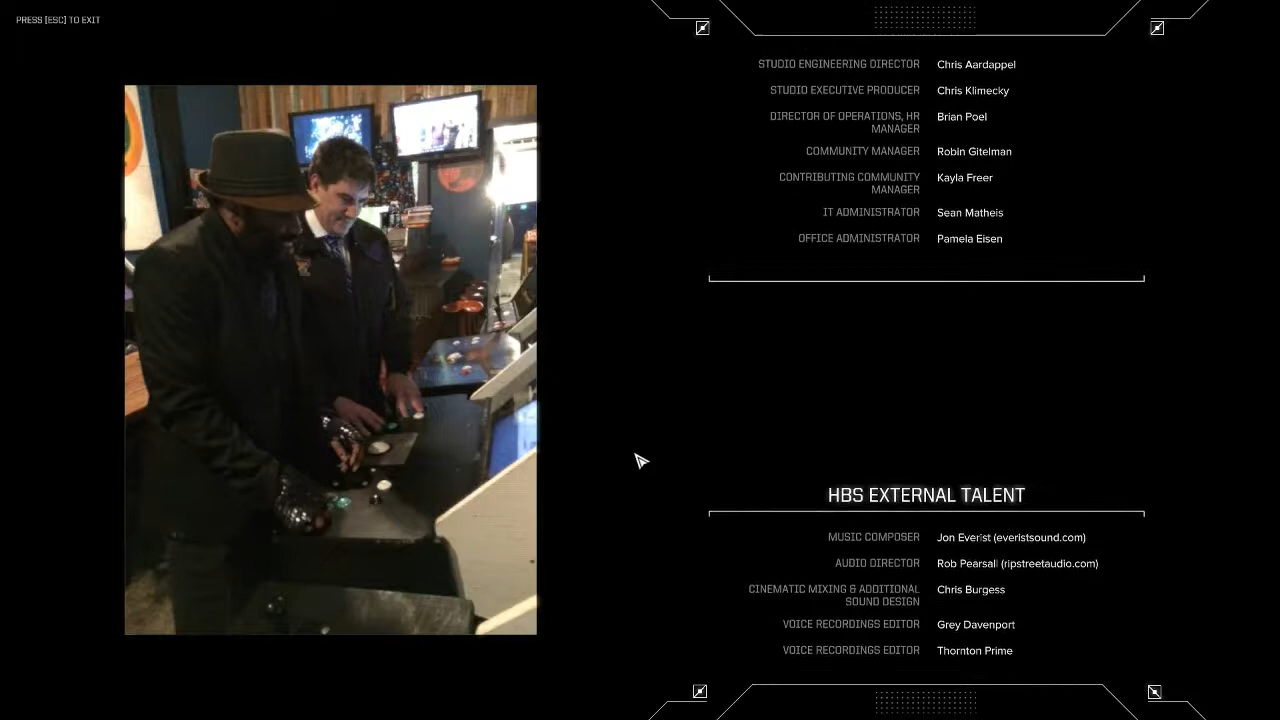 PRESS [ESC] TO EXIT
STUDIO ENGINEERING DIRECTOR Chris Aardappel
STUDIO EXECUTIVE PRODUCER Chris Klimecky
DIRECTOR OF OPERATIONS, HR Brian Poel
MANAGER
COMMUNITY MANAGER Robin Gitelman
CONTRIBUTING COMMUNITY Kayla Freer
MANAGER
IT ADMINISTRATOR Sean Matheis
OFFICE ADMINISTRATOR Pamela Eisen
HBS EXTERNAL TALENT
MUSIC COMPOSER Jon Everist (everistsound.com)
AUDIO DIRECTOR Rob Pearsall (ripstreetaudio.com)
CINEMATIC MIXING & ADDITIONAL Chris Burgess
SOUND DESIGN
VOICE RECORDINGS EDITOR Grey Davenport
VOICE RECORDINGS EDITOR Thornton Prime